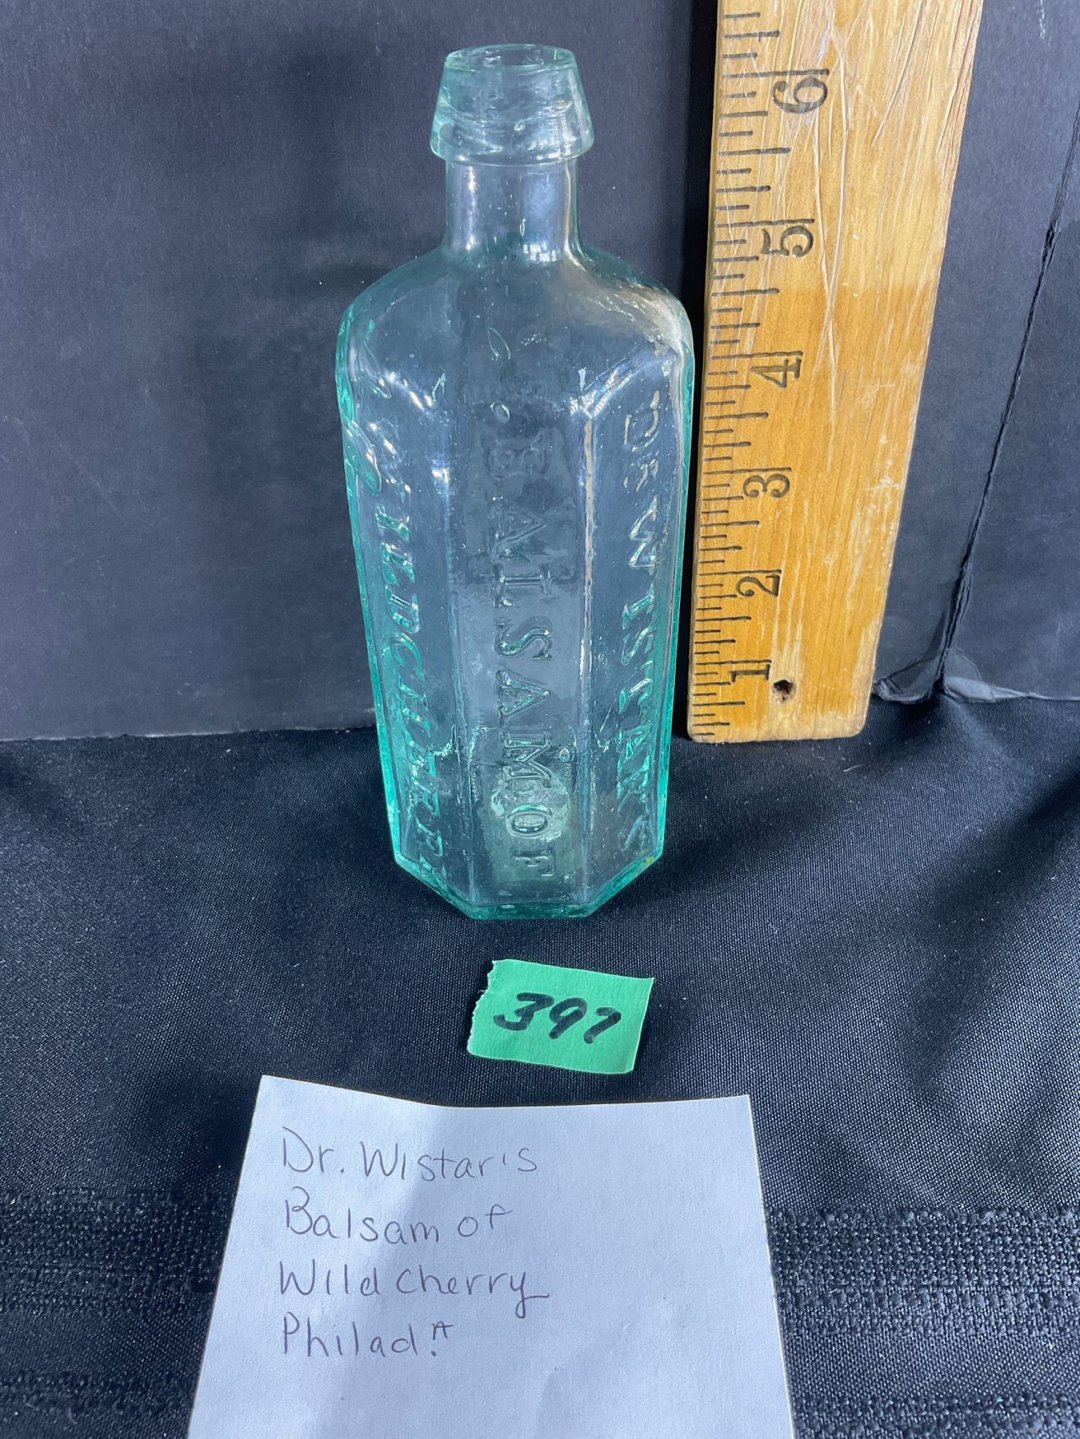 6
5
4
3
2
1
DR. WISTER'S
BALSAM OF
WILD CHERRY
397
Dr. Wistar's
Balsam of
Wild Cherry
Philad.A